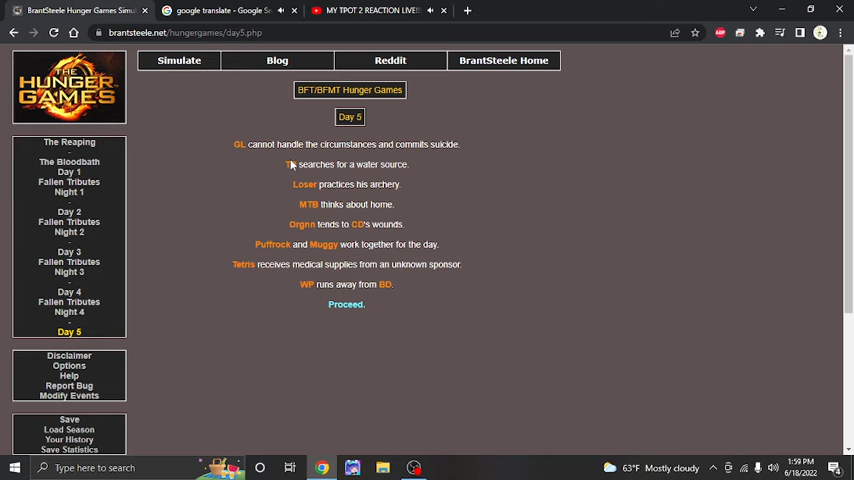 BrantSteele Hunger Games Simul
google translate - Google Se
MY TPOT 2 REACTION LIVE!!
brantsteele.net/hungergames/day5.php
THE HUNGER GAMES
Simulate
Blog
Reddit
BrantSteele Home
BFT/BFMT Hunger Games
Day 5
GL cannot handle the circumstances and commits suicide.
searches for a water source.
Loser practices his archery.
MTB thinks about home.
Orgnn tends to CD's wounds.
Puffrock and Muggy work together for the day.
Tetris receives medical supplies from an unknown sponsor.
WP runs away from BD.
Proceed.
The Reaping
-
The Bloodbath
Day 1
Fallen Tributes
Night 1
-
Day 2
Fallen Tributes
Night 2
-
Day 3
Fallen Tributes
Night 3
-
Day 4
Fallen Tributes
Night 4
-
Day 5
Disclaimer
Options
Help
Report Bug
Modify Events
Save
Load Season
Your History
Save Statistics
Type here to search
63°F Mostly cloudy
1:59 PM
6/18/2022
4